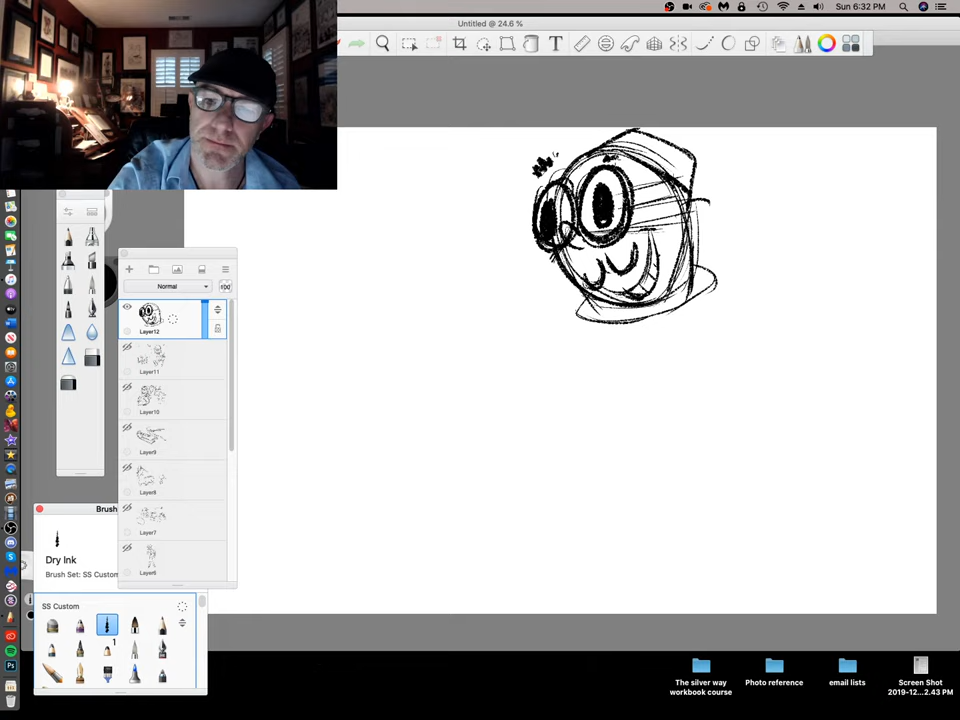 Sun 6:32 PM
Untitled @ 24.6 %
T
Normal
100
Layer12
Layer11
Layer10
Layer9
Layer8
Layer7
Layer6
Brush
Dry Ink
Brush Set: SS Custom
SS Custom
1
Ps
The silver way
workbook course
Photo reference
email lists
Screen Shot
2019-12...2.43 PM